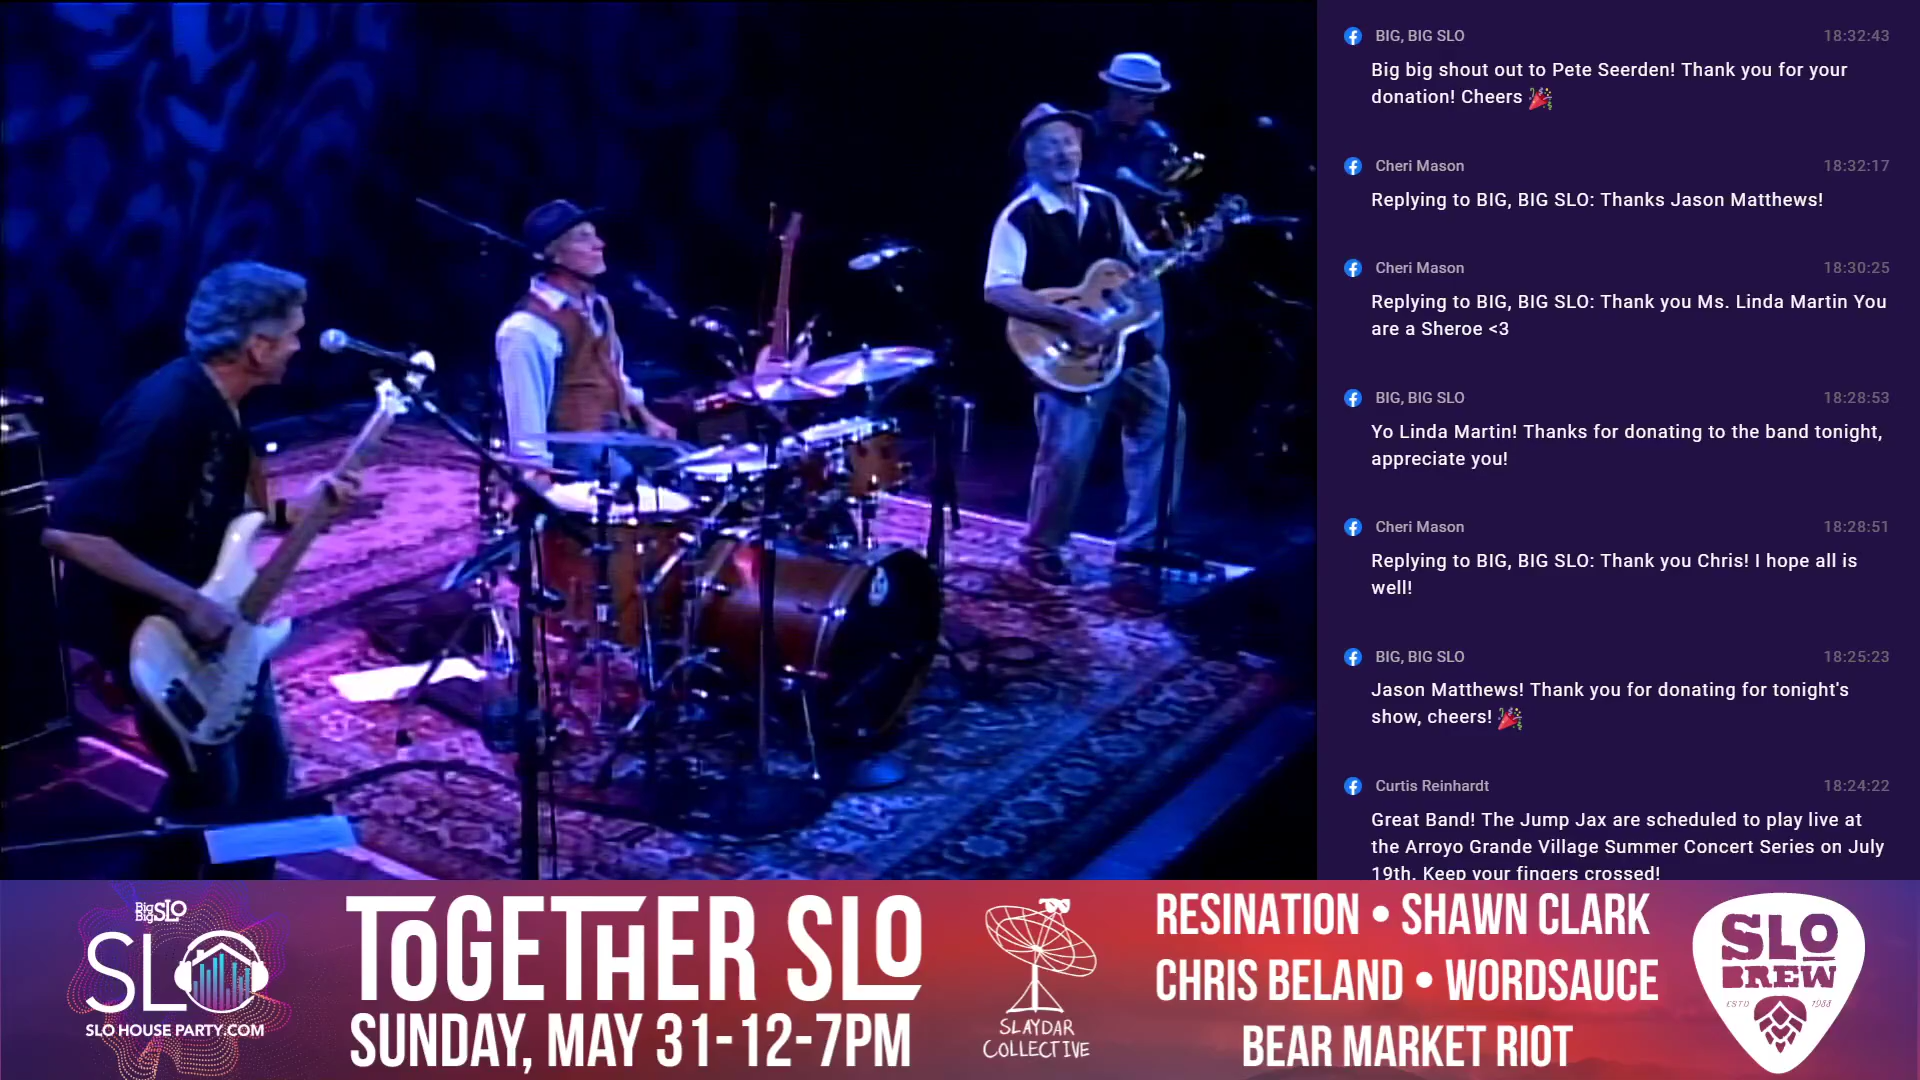 BIG, BIG SLO 18:32:43
Big big shout out to Pete Seerden! Thank you for your
donation! Cheers 🎉
Cheri Mason 18:32:17
Replying to BIG, BIG SLO: Thanks Jason Matthews!
Cheri Mason 18:30:25
Replying to BIG, BIG SLO: Thank you Ms. Linda Martin You
are a Sheroe <3
BIG, BIG SLO 18:28:53
Yo Linda Martin! Thanks for donating to the band tonight,
appreciate you!
Cheri Mason 18:28:51
Replying to BIG, BIG SLO: Thank you Chris! I hope all is
well!
BIG, BIG SLO 18:25:23
Jason Matthews! Thank you for donating for tonight's
show, cheers! 🎉
Curtis Reinhardt 18:24:22
Great Band! The Jump Jax are scheduled to play live at
the Arroyo Grande Village Summer Concert Series on July
19th. Keep your fingers crossed!
Big Big SLO
SLO
SLO HOUSE PARTY.COM
TOGETHER SLO
SUNDAY, MAY 31-12-7PM
SLAYDAR
COLLECTIVE
RESINATION • SHAWN CLARK
CHRIS BELAND • WORDSAUCE
BEAR MARKET RIOT
SLO
BREW
ESTD 1988